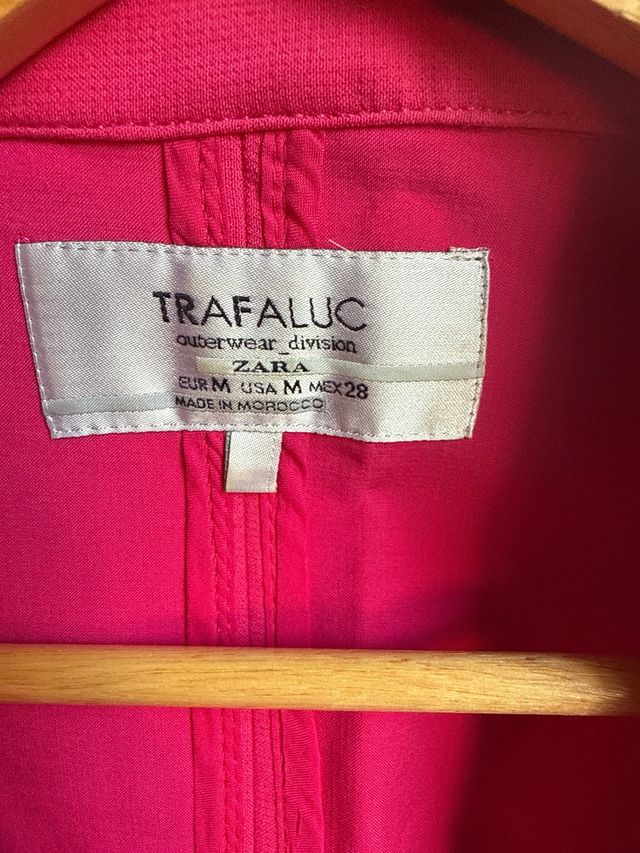 TRAFALUC
outerwear_division
ZARA
EUR M USA M MEX 28
MADE IN MOROCCO